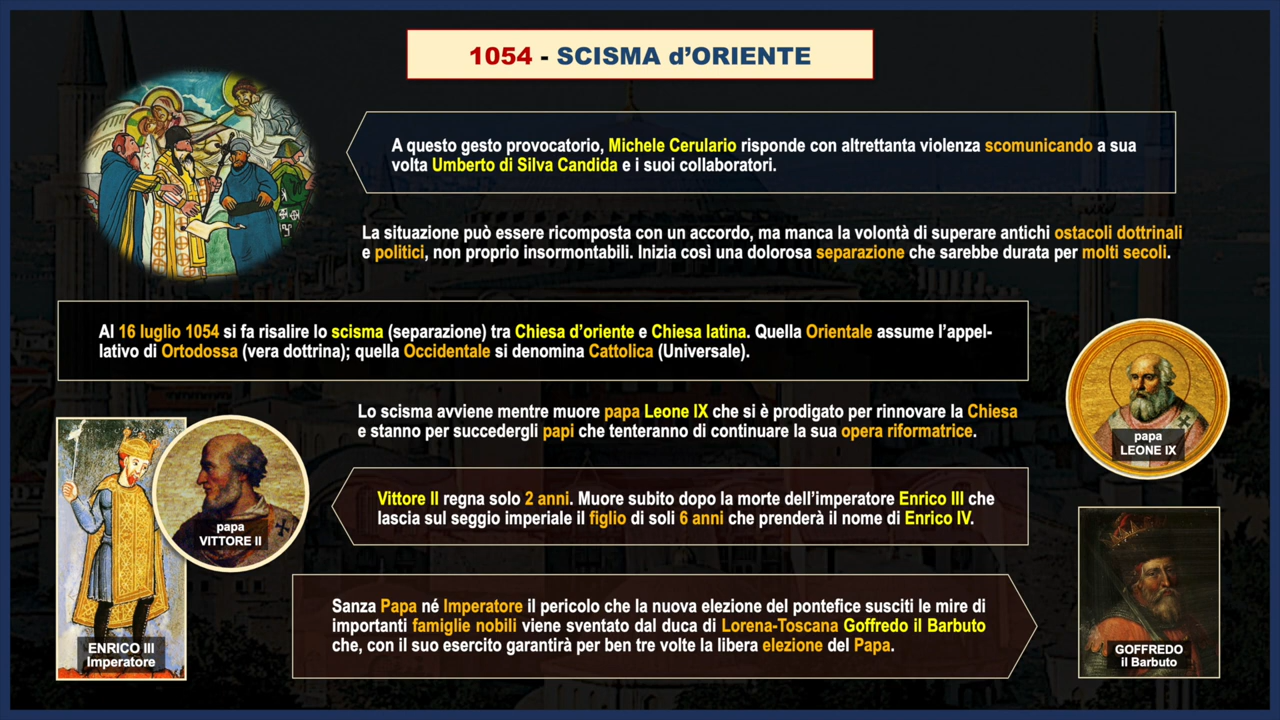 1054 - SCISMA d’ORIENTE
A questo gesto provocatorio, Michele Cerulario risponde con altrettanta violenza scomunicando a sua
volta Umberto di Silva Candida e i suoi collaboratori.
La situazione può essere ricomposta con un accordo, ma manca la volontà di superare antichi ostacoli dottrinali
e politici, non proprio insormontabili. Inizia così una dolorosa separazione che sarebbe durata per molti secoli.
Al 16 luglio 1054 si fa risalire lo scisma (separazione) tra Chiesa d’oriente e Chiesa latina. Quella Orientale assume l’appel-
lativo di Ortodossa (vera dottrina); quella Occidentale si denomina Cattolica (Universale).
papa
LEONE IX
Lo scisma avviene mentre muore papa Leone IX che si è prodigato per rinnovare la Chiesa
e stanno per succedergli papi che tenteranno di continuare la sua opera riformatrice.
papa
VITTORE II
Vittore II regna solo 2 anni. Muore subito dopo la morte dell’imperatore Enrico III che
lascia sul seggio imperiale il figlio di soli 6 anni che prenderà il nome di Enrico IV.
ENRICO III
Imperatore
Sanza Papa né Imperatore il pericolo che la nuova elezione del pontefice susciti le mire di
importanti famiglie nobili viene sventato dal duca di Lorena-Toscana Goffredo il Barbuto
che, con il suo esercito garantirà per ben tre volte la libera elezione del Papa.
GOFFREDO
il Barbuto